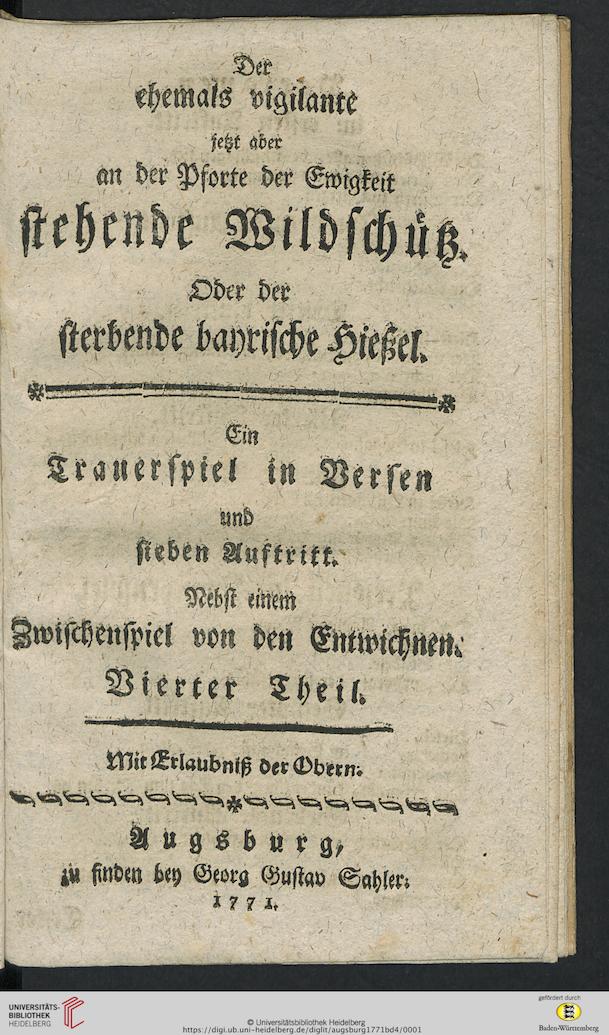 Der
ehemals vigilante
jetzt aber
an der Pforte der Ewigkeit
stehende Wildschütz.
Oder der
sterbende bayrische Hießel.
Ein
Trauerspiel in Versen
und
sieben Auftritt.
Nebst einem
Zwischenspiel von den Entwichnen.
Vierter Theil.
Mit Erlaubniß der Obern.
Augsburg,
zu finden bey Georg Gustav Sahler.
1771.
UNIVERSITÄTS-
BIBLIOTHEK
HEIDELBERG
© Universitätsbibliothek Heidelberg
https://digi.ub.uni-heidelberg.de/diglit/augsburg1771bd4/0001
gefördert durch
Baden-Württemberg